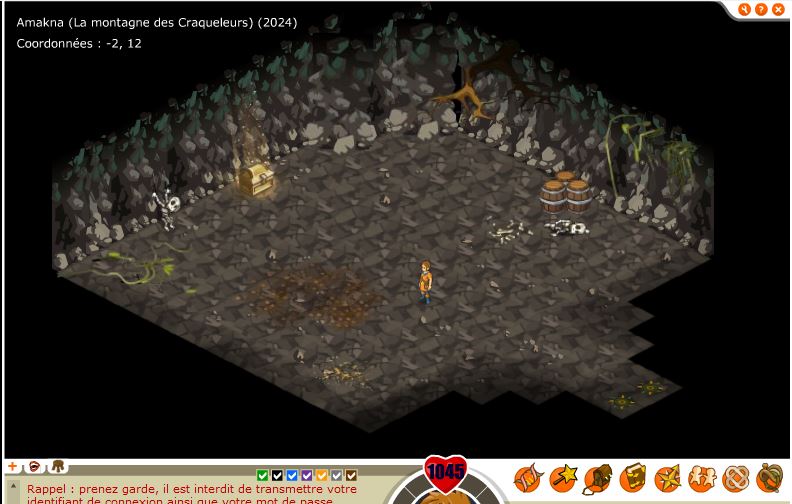 Amakna (La montagne des Craqueleurs) (2024)
Coordonnées : -2, 12
1045
Rappel : prenez garde, il est interdit de transmettre votre
identifiant de connexion ainsi que votre mot de passe